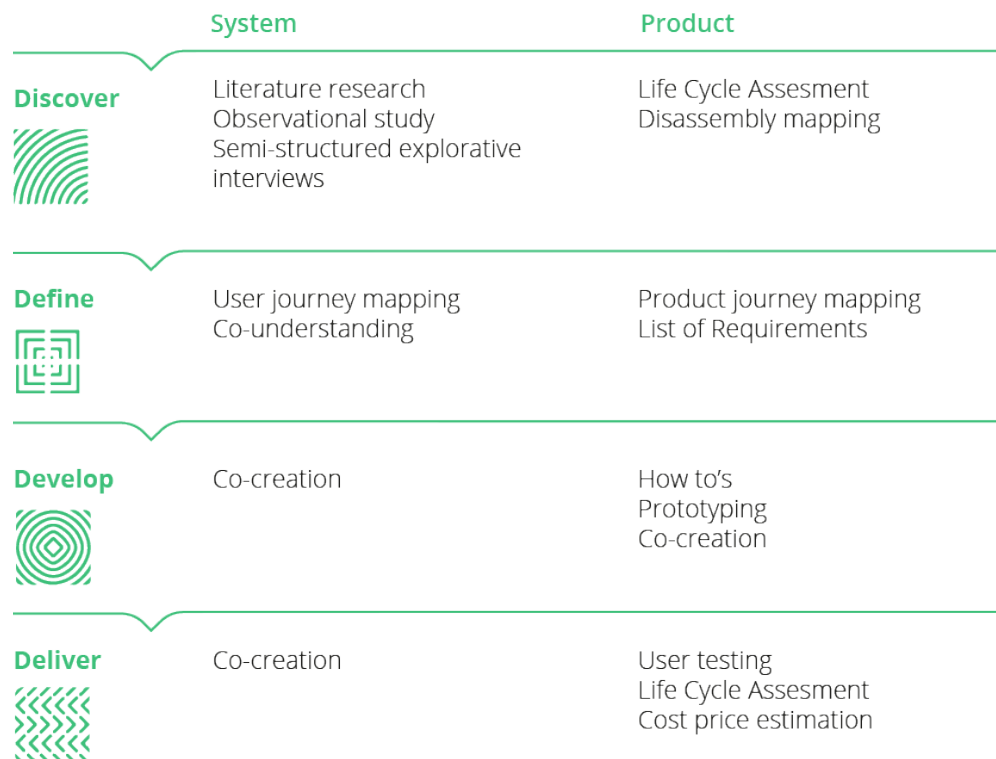 System
Product
Discover
Literature research
Observational study
Semi-structured explorative
interviews
Life Cycle Assesment
Disassembly mapping
Define
User journey mapping
Co-understanding
Product journey mapping
List of Requirements
Develop
Co-creation
How to’s
Prototyping
Co-creation
Deliver
Co-creation
User testing
Life Cycle Assesment
Cost price estimation